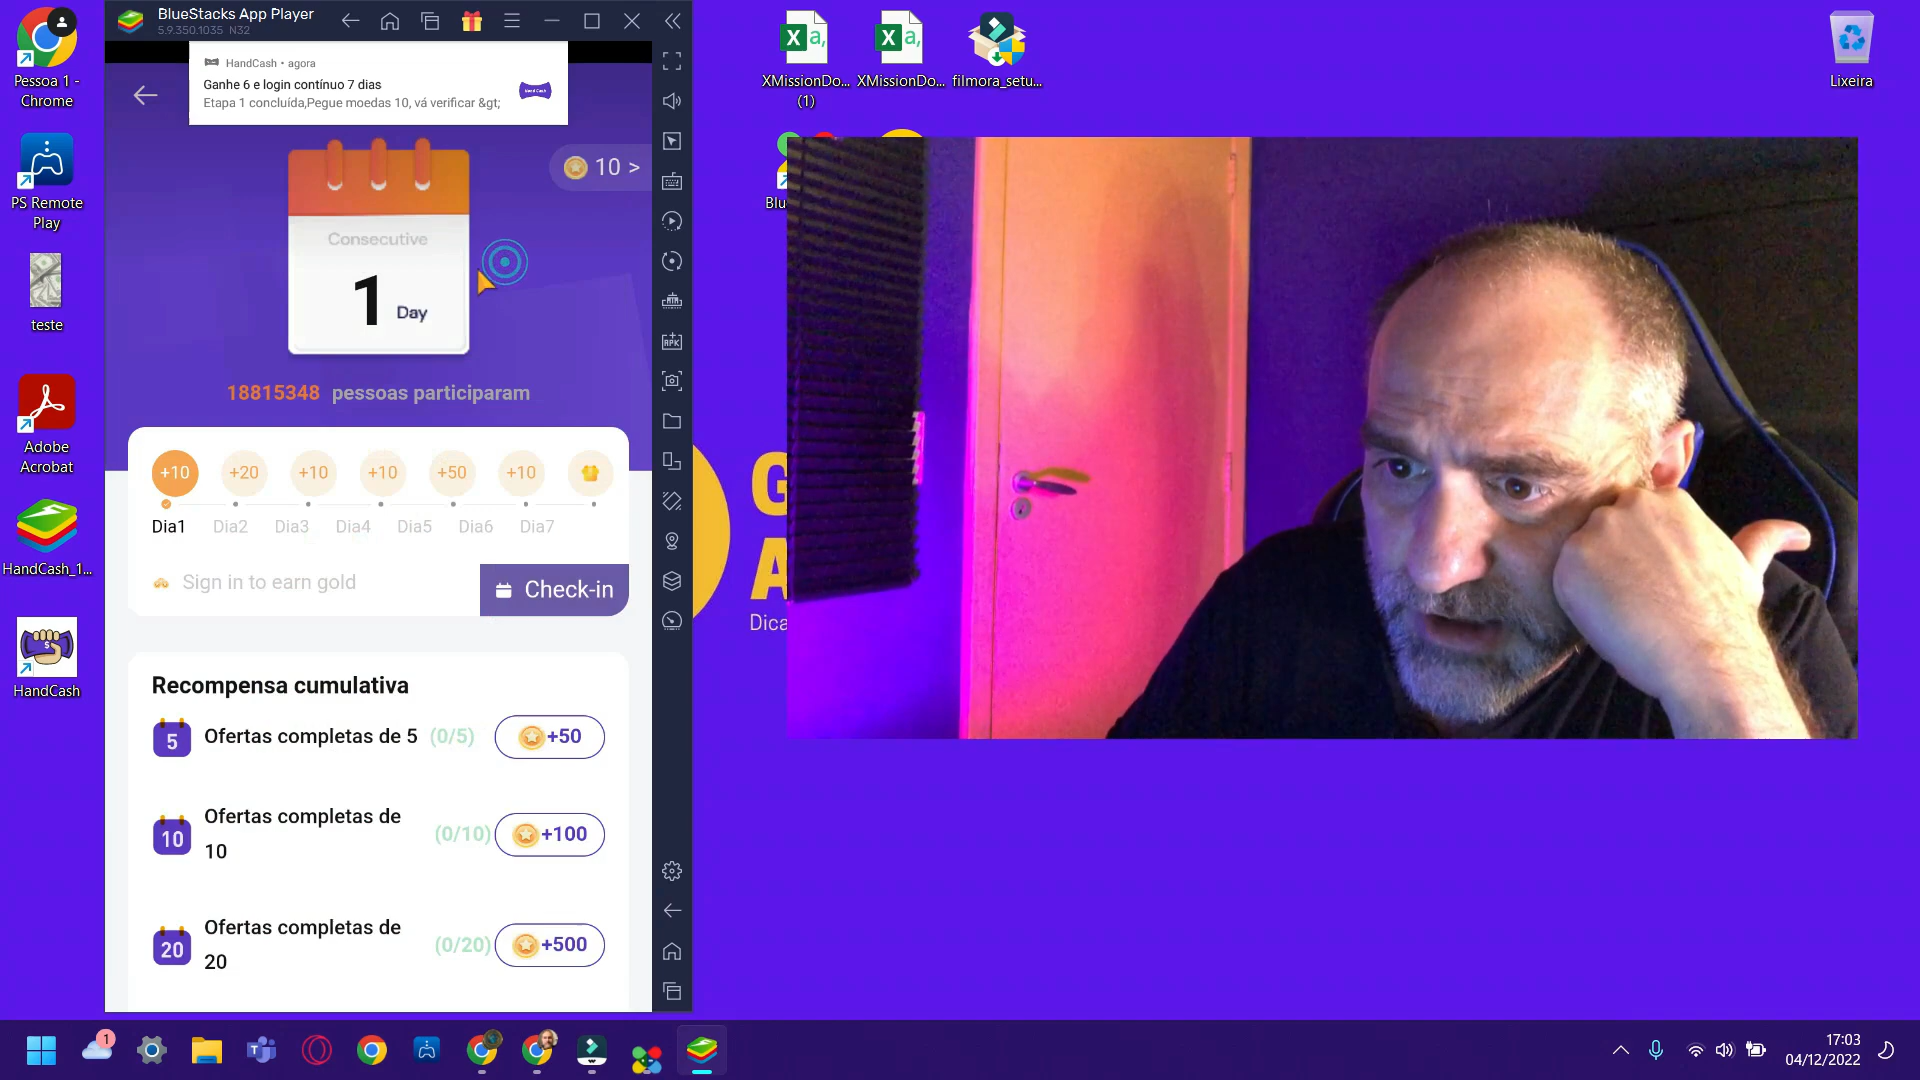 BlueStacks App Player
5.9.350.1035 N32
HandCash • agora
Ganhe 6 e login contínuo 7 dias
Etapa 1 concluída,Pegue moedas 10, vá verificar &gt;
Hand Cash
10 >
Consecutive
1 Day
18815348 pessoas participaram
+10 +20 +10 +10 +50 +10
Dia1 Dia2 Dia3 Dia4 Dia5 Dia6 Dia7
Sign in to earn gold
Check-in
Recompensa cumulativa
5 Ofertas completas de 5 (0/5) +50
10 Ofertas completas de
10
(0/10) +100
20 Ofertas completas de
20
(0/20) +500
Pessoa 1 -
Chrome
PS Remote
Play
teste
Adobe
Acrobat
HandCash_1...
HandCash
XMissionDo...
(1)
XMissionDo...
filmora_setu...
Lixeira
Blu
G
A
Dica
1
17:03
04/12/2022